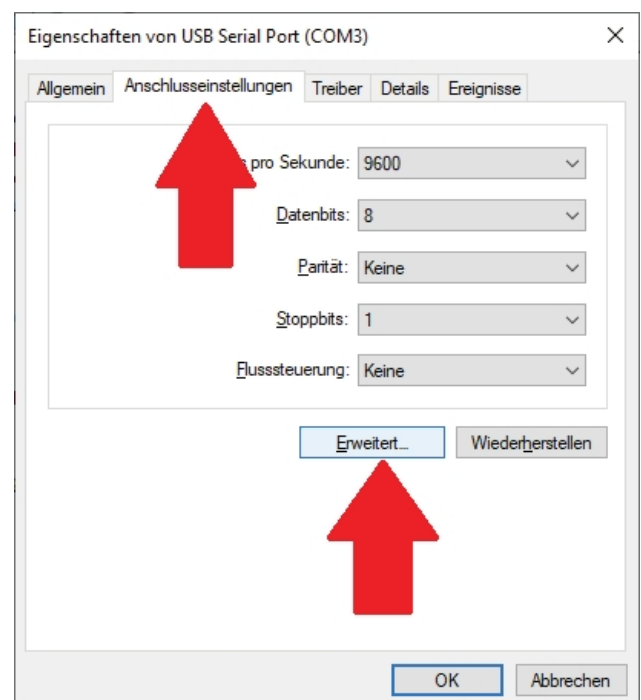 Eigenschaften von USB Serial Port (COM3)
Allgemein Anschlusseinstellungen Treiber Details Ereignisse
pro Sekunde: 9600
Datenbits: 8
Parität: Keine
Stoppbits: 1
Flusssteuerung: Keine
Erweitert... Wiederherstellen
OK Abbrechen